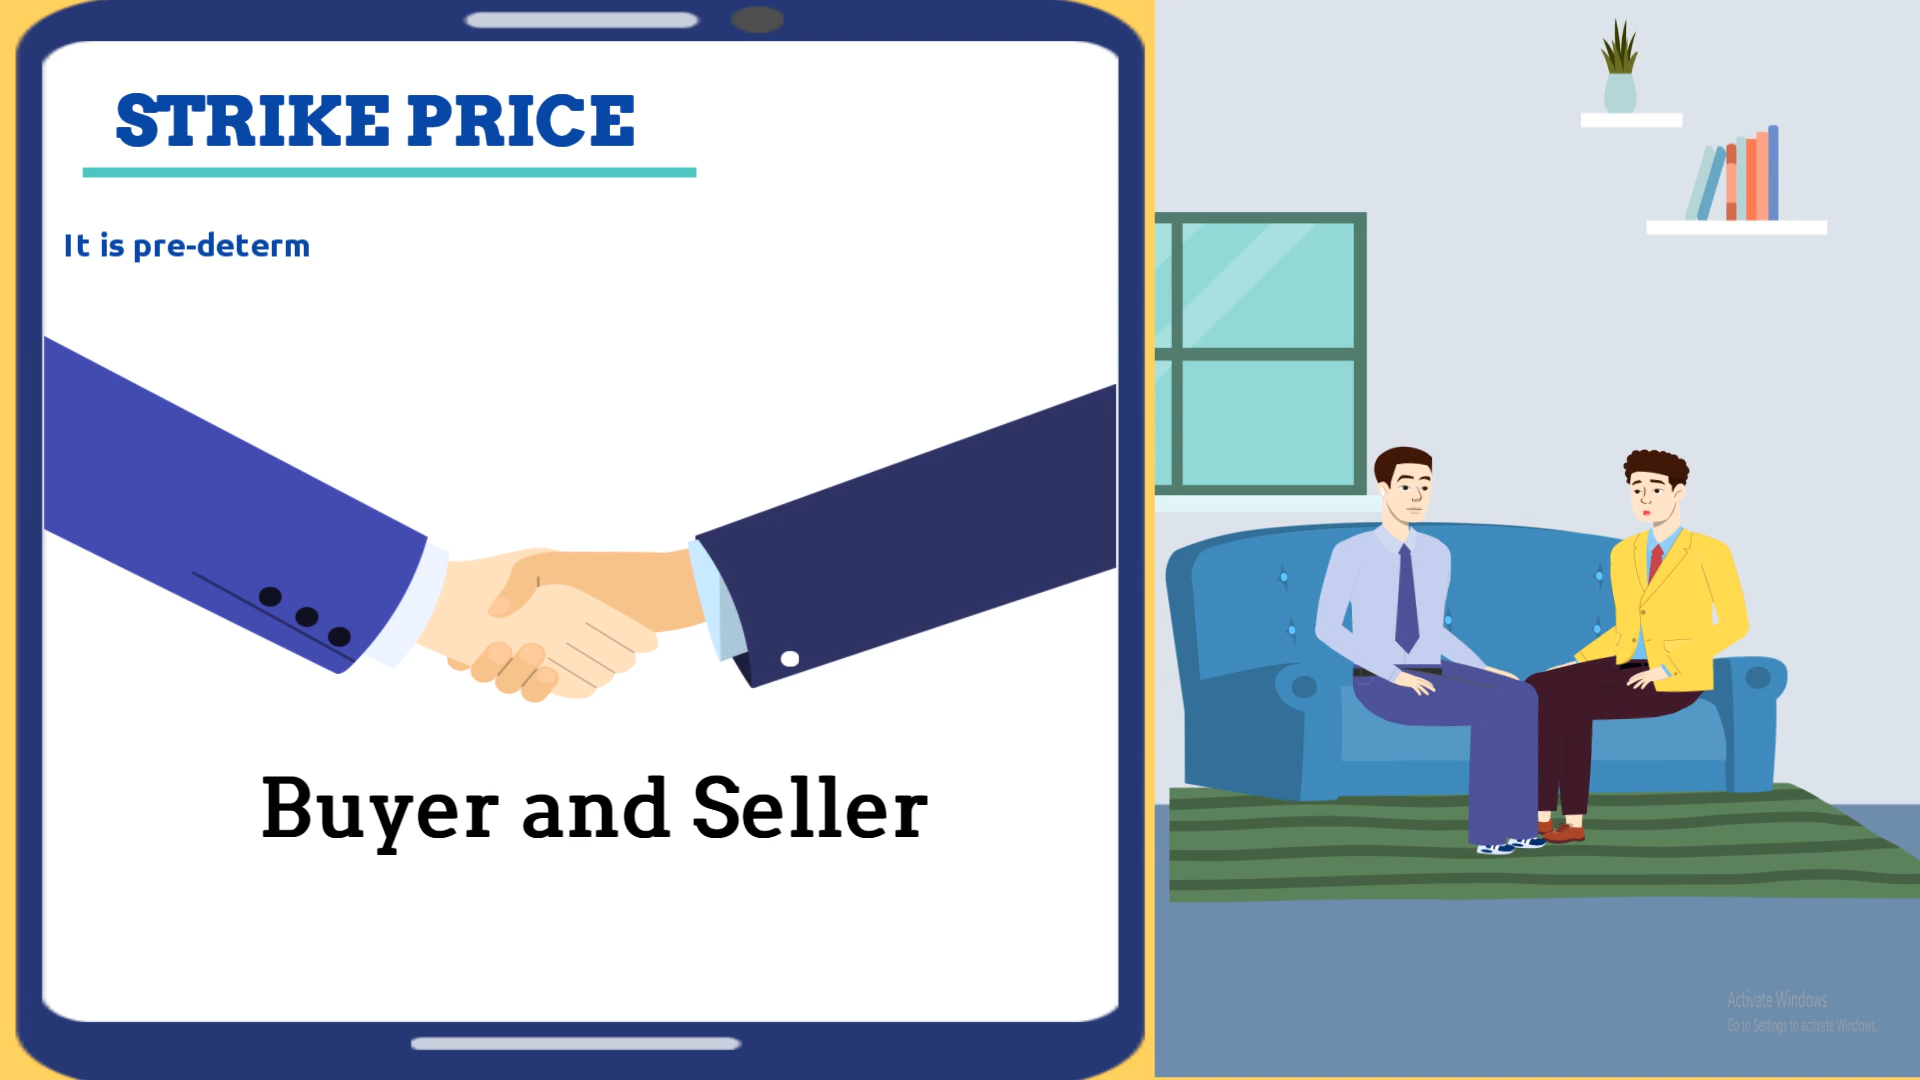 STRIKE PRICE
It is pre-determ
Buyer and Seller
Activate Windows
Go to Settings to activate Windows.